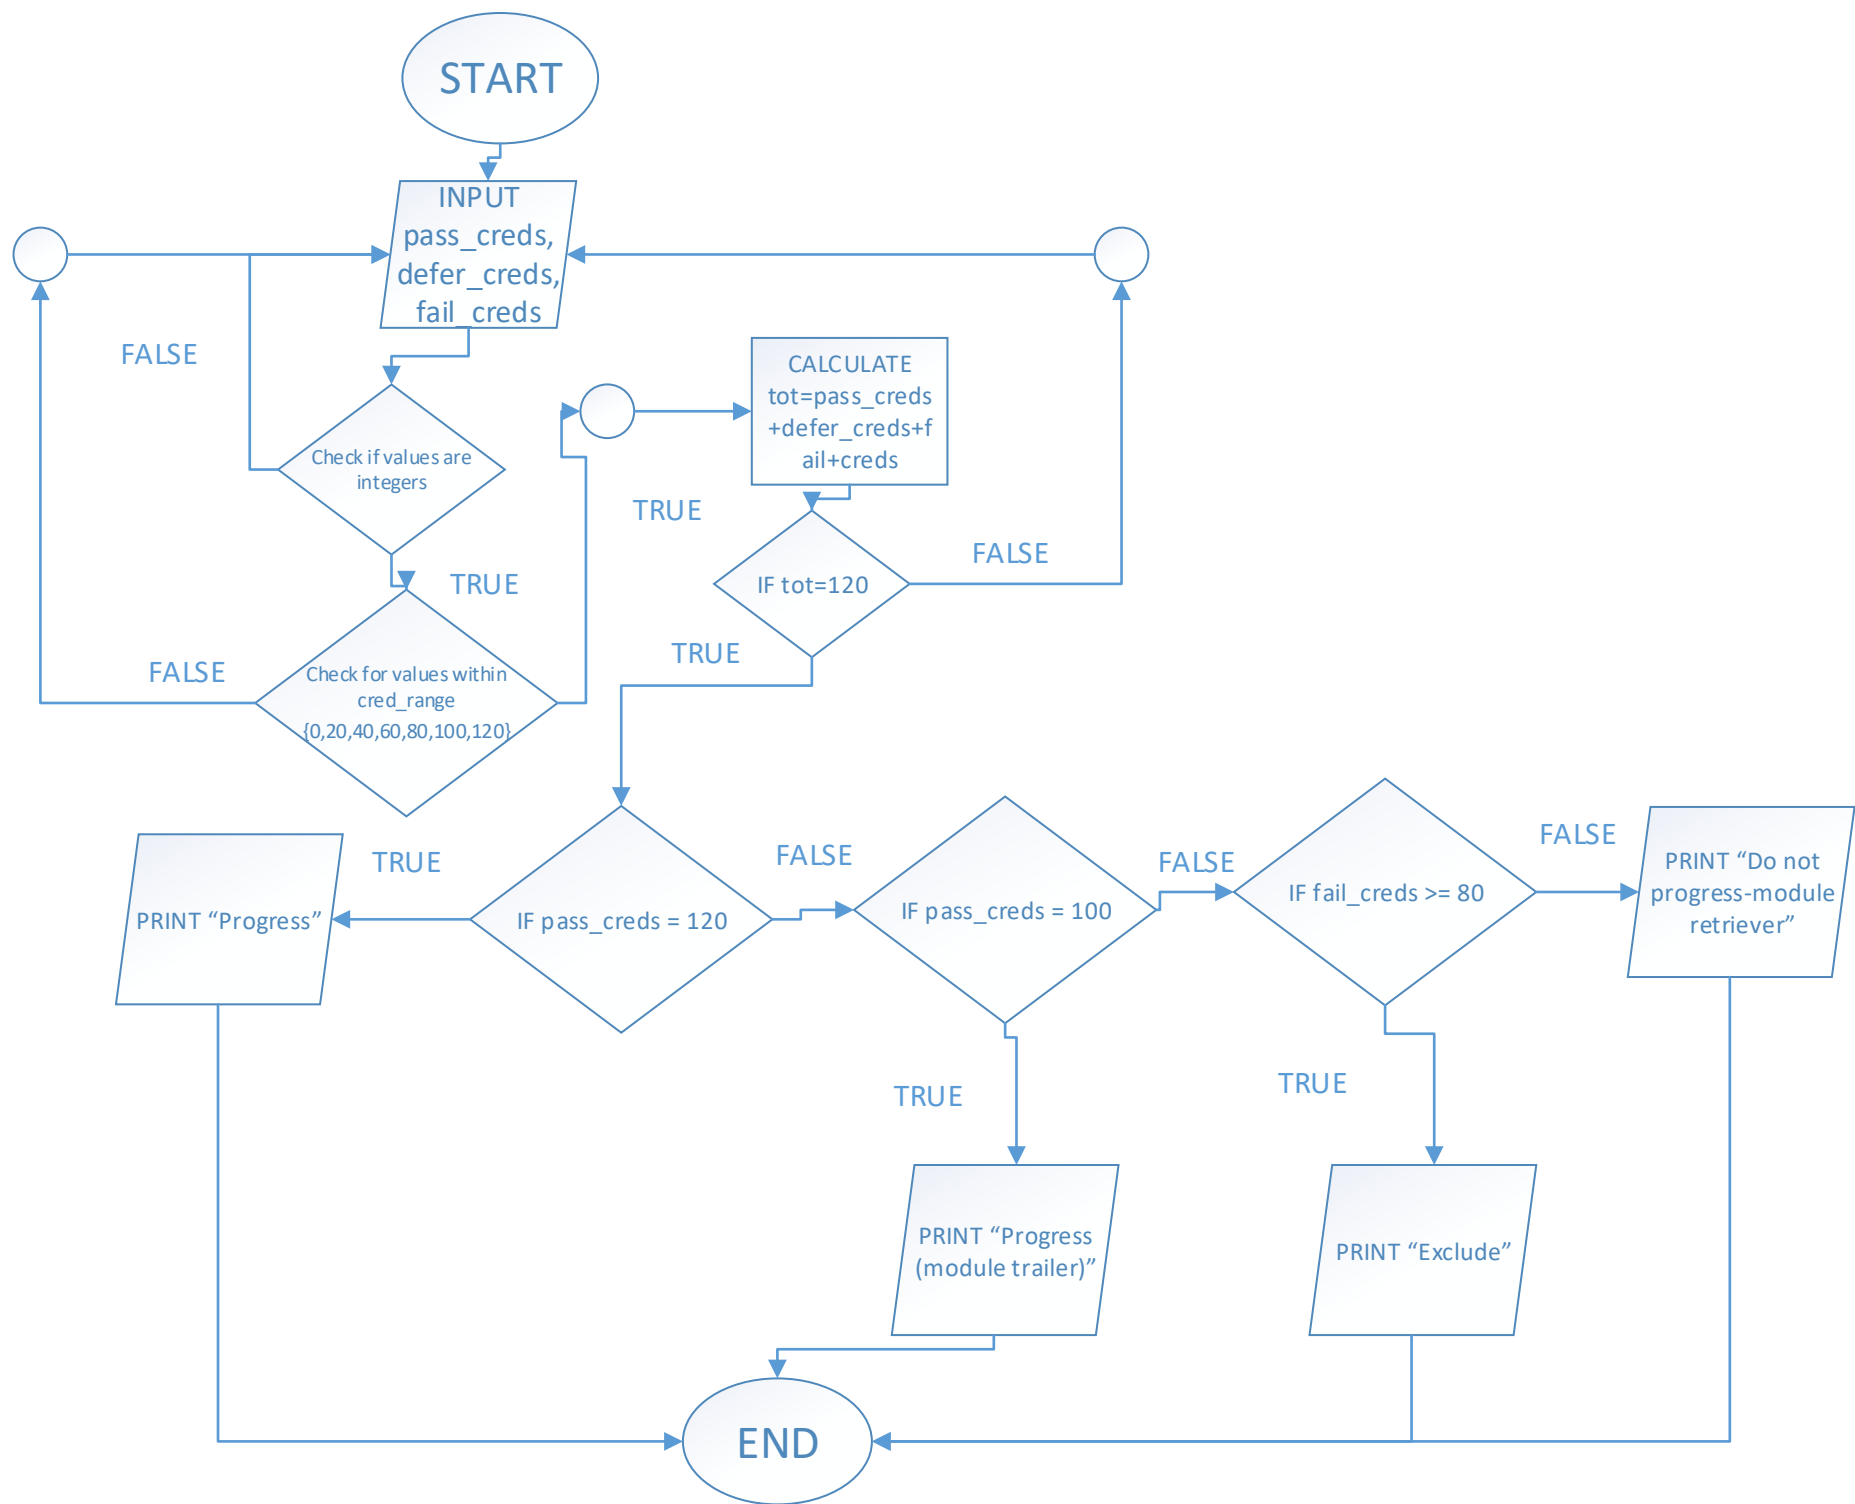 START
INPUT
pass_creds,
defer_creds,
fail_creds
FALSE
CALCULATE
tot=pass_creds
+defer_creds+f
ail+creds
Check if values are
integers
TRUE
FALSE
IF tot=120
TRUE
TRUE
FALSE
Check for values within
cred_range
{0,20,40,60,80,100,120}
TRUE
FALSE
FALSE
FALSE
PRINT “Progress”
IF pass_creds = 120
IF pass_creds = 100
IF fail_creds >= 80
PRINT “Do not
progress-module
retriever”
TRUE
TRUE
PRINT “Progress
(module trailer)”
PRINT “Exclude”
END